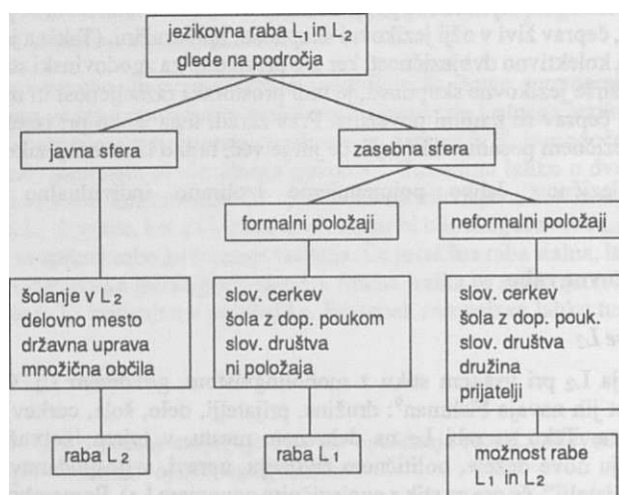 jezikovna raba L₁ in L₂
glede na področja
javna sfera
zasebna sfera
formalni položaji
neformalni položaji
šolanje v L₂
delovno mesto
državna uprava
množična občila
slov. cerkev
šola z dop. poukom
slov. društva
ni položaja
slov. cerkev
šola z dop. pouk.
slov. društva
družina
prijatelji
raba L₂
raba L₁
možnost rabe
L₁ in L₂